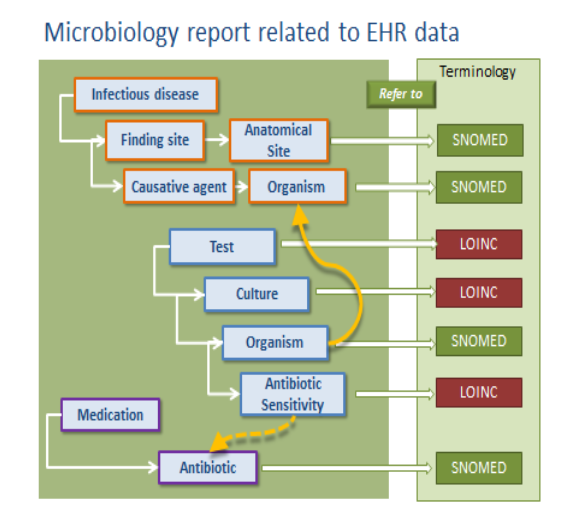 Microbiology report related to EHR data
Terminology
Infectious disease
Refer to
Finding site
Anatomical
Site
SNOMED
Causative agent
Organism
SNOMED
Test
LOINC
Culture
LOINC
Organism
SNOMED
Antibiotic
Sensitivity
LOINC
Medication
Antibiotic
SNOMED